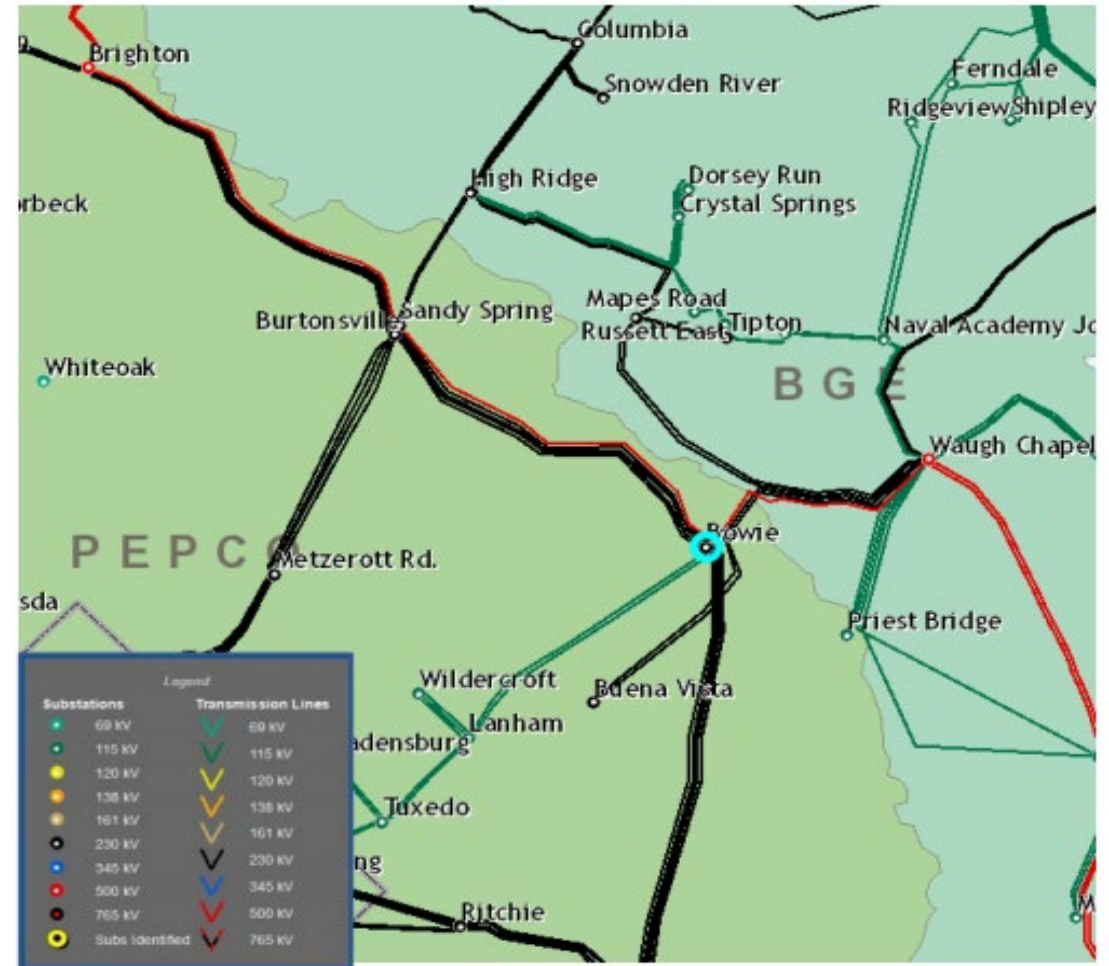 Columbia
Brighton
Snowden River
Ferndale
Ridgeview
Shipley
High Ridge
Dorsey Run
Crystal Springs
rbeck
Mapes Road
Burtonsville
Sandy Spring
Russett East
Tipton
Naval Academy Jc
Whiteoak
BGE
Waugh Chapel
Bowie
PEPCO
Metzerott Rd.
sda
Priest Bridge
Wildercroft
Buena Vista
Lanham
adensburg
Tuxedo
ng
Ritchie
M
Legend
Substations Transmission Lines
69 kV 69 kV
115 kV 115 kV
120 kV 120 kV
138 kV 138 kV
161 kV 161 kV
230 kV 230 kV
345 kV 345 kV
500 kV 500 kV
765 kV 765 kV
Subs Identified